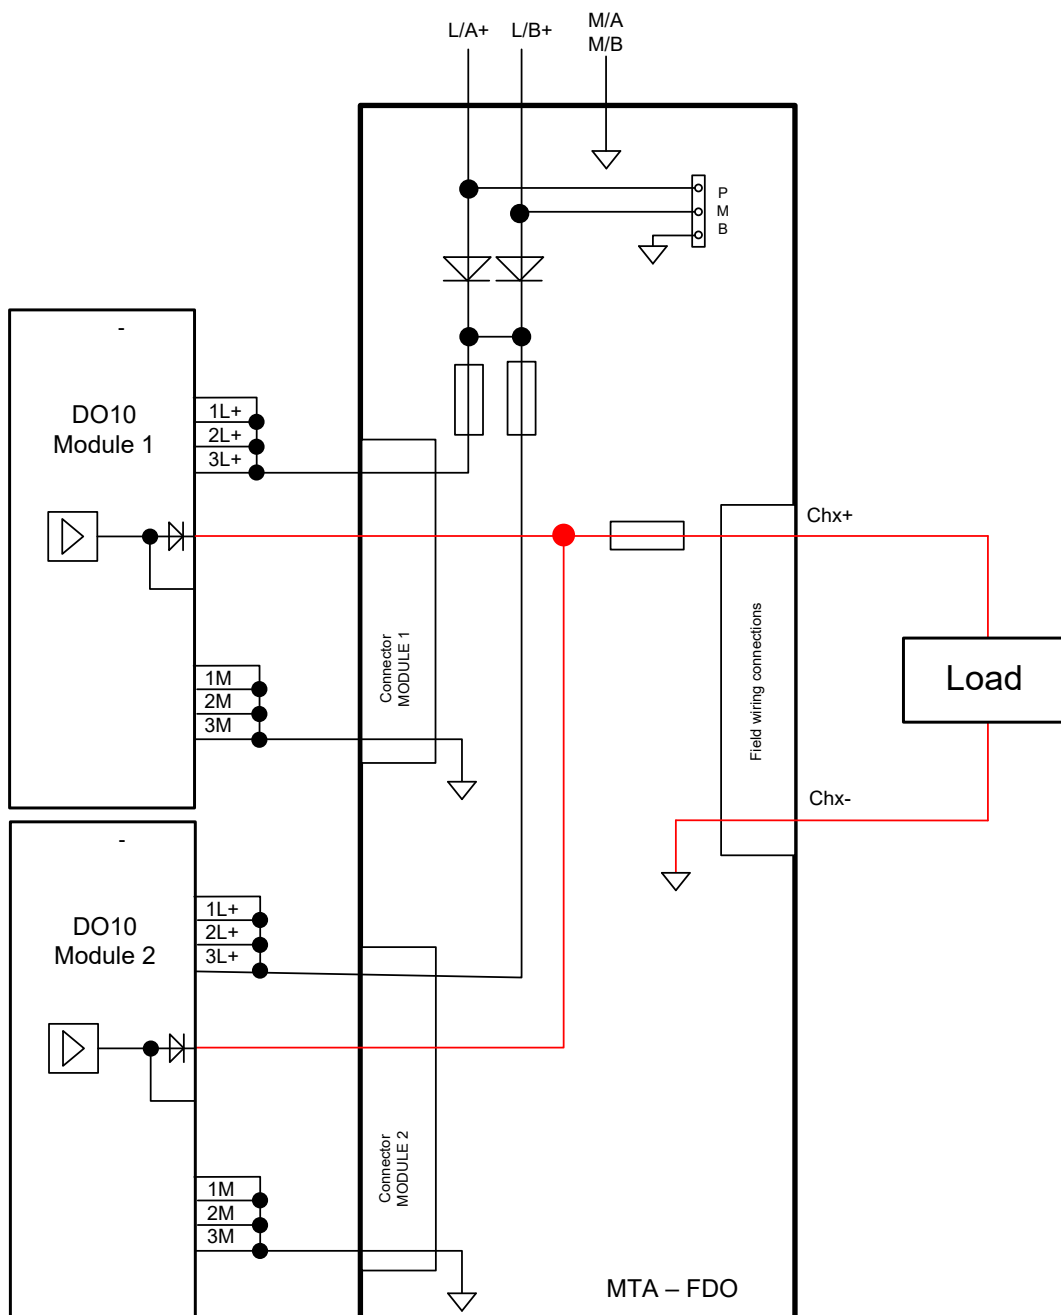 L/A+
L/B+
M/A
M/B
P
M
B
-
DO10
Module 1
1L+
2L+
3L+
1M
2M
3M
Connector
MODULE 1
Chx+
Field wiring connections
Load
Chx-
-
DO10
Module 2
1L+
2L+
3L+
1M
2M
3M
Connector
MODULE 2
MTA – FDO